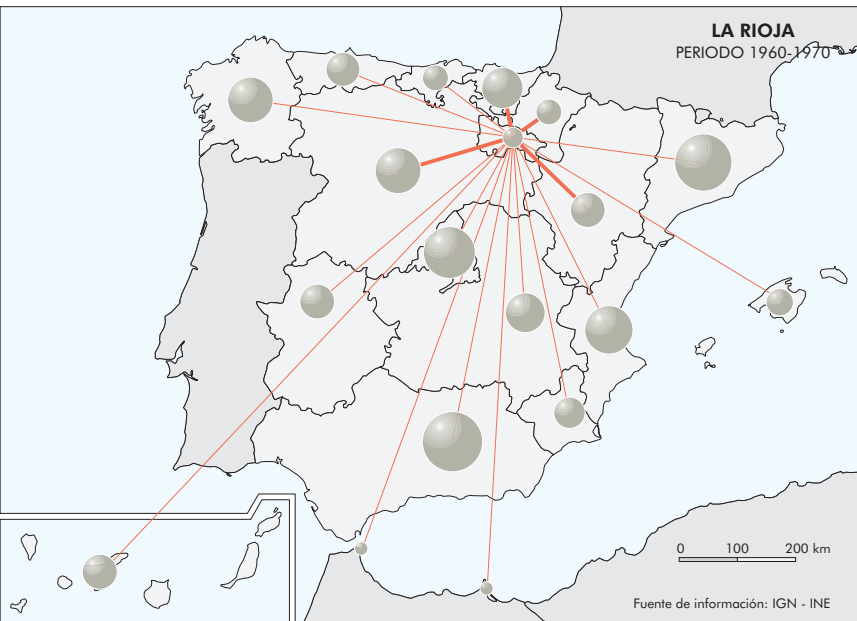 LA RIOJA
PERIODO 1960-1970
0 100 200 km
Fuente de información: IGN - INE